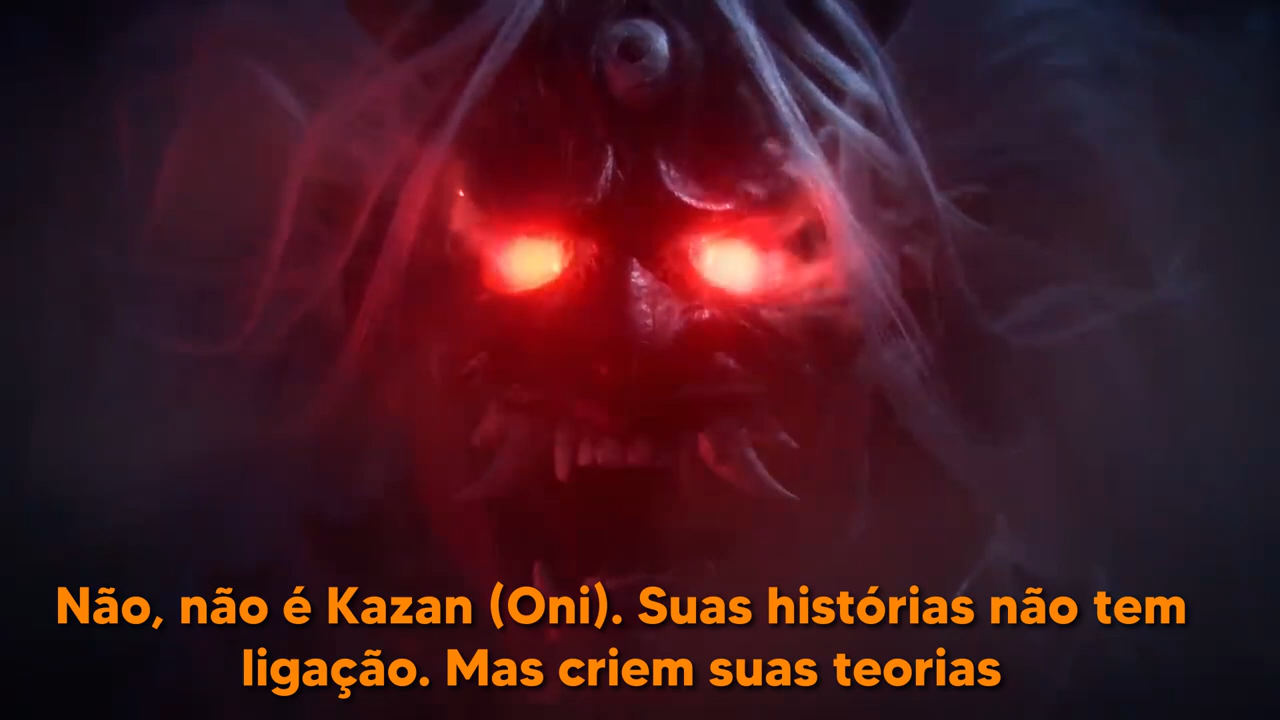 Não, não é Kazan (Oni). Suas histórias não tem
ligação. Mas criem suas teorias